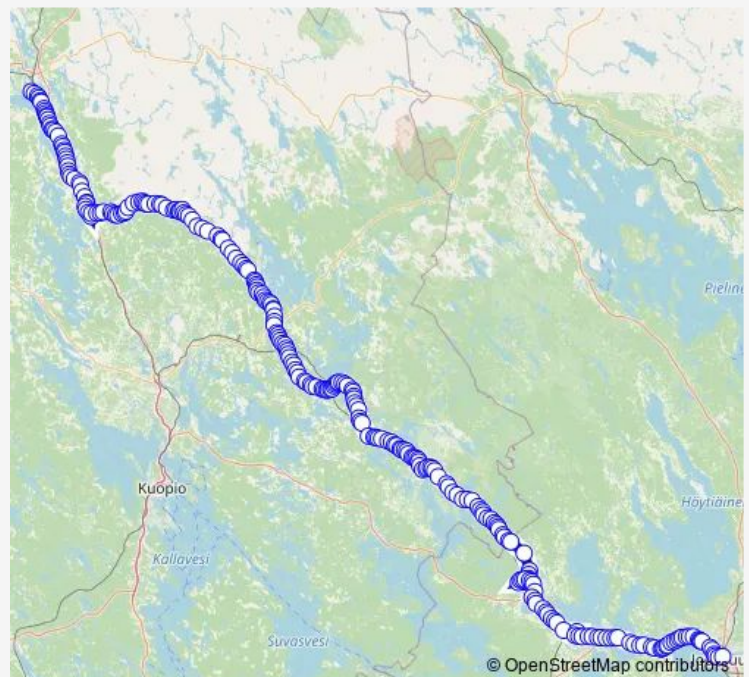 Pieline
Kuopio
Höytiäine
Kallavesi
Suvasvesi
© OpenStreetMap contributors